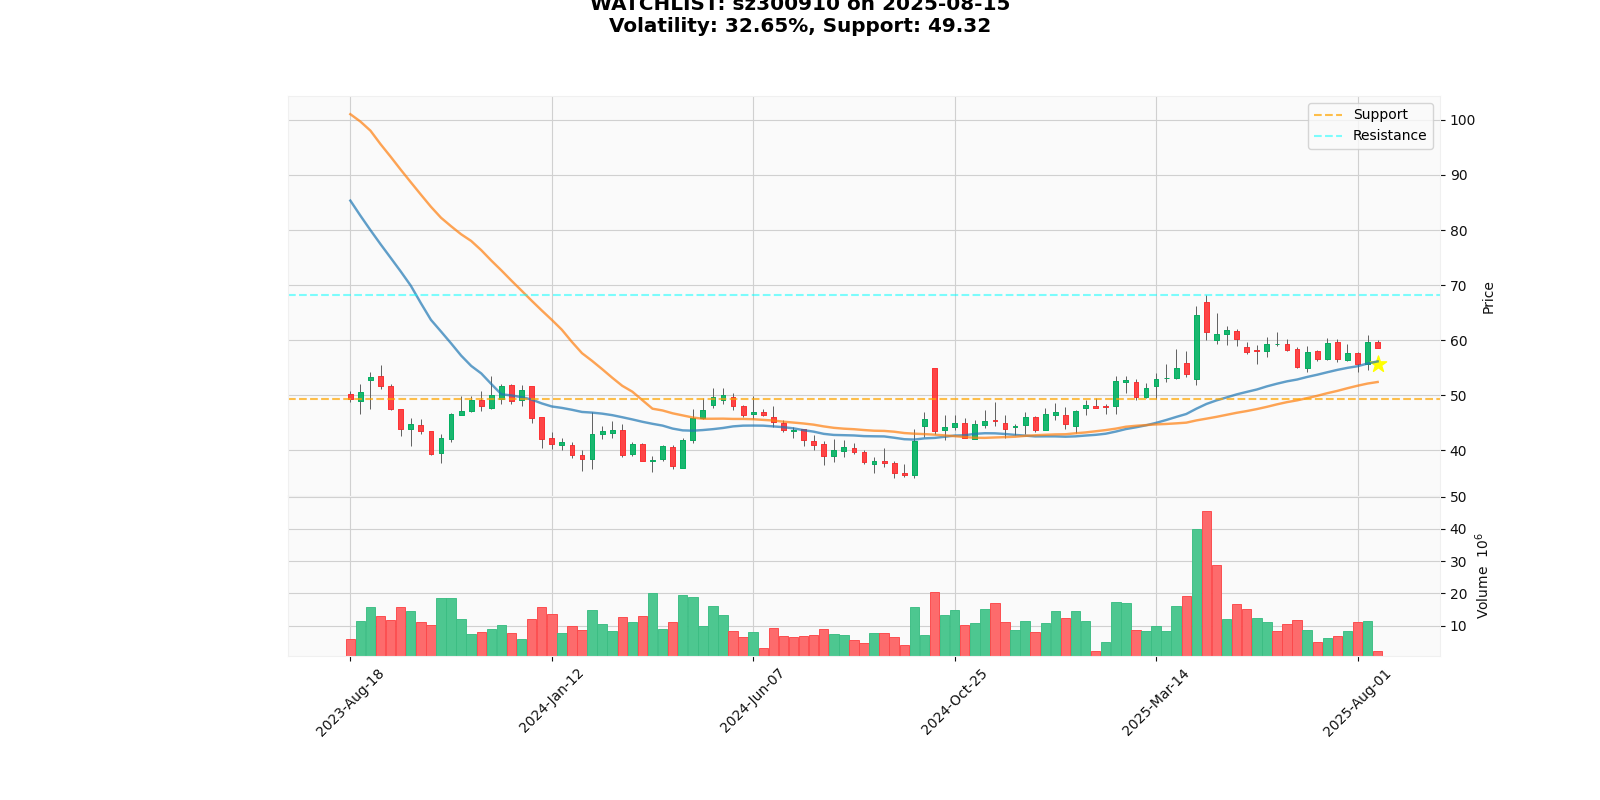 WATCHLIST: sz300910 on 2025-08-15
Volatility: 32.65%, Support: 49.32
Support
Resistance
100
90
80
70
60
50
40
Price
50
40
30
20
10
Volume 10⁶
2023-Aug-18
2024-Jan-12
2024-Jun-07
2024-Oct-25
2025-Mar-14
2025-Aug-01